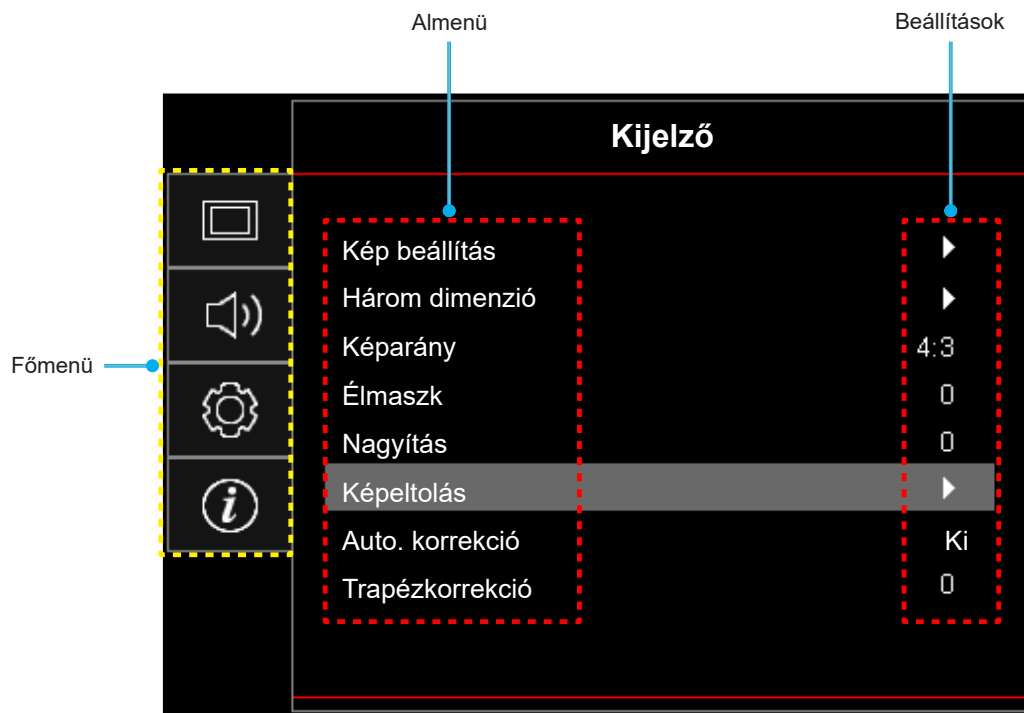 Almenü
Beállítások
Kijelző
Kép beállítás
Három dimenzió
Képarány 4:3
Főmenü
Élmaszk 0
Nagyítás 0
Képeltolás
Auto. korrekció Ki
Trapézkorrekció 0